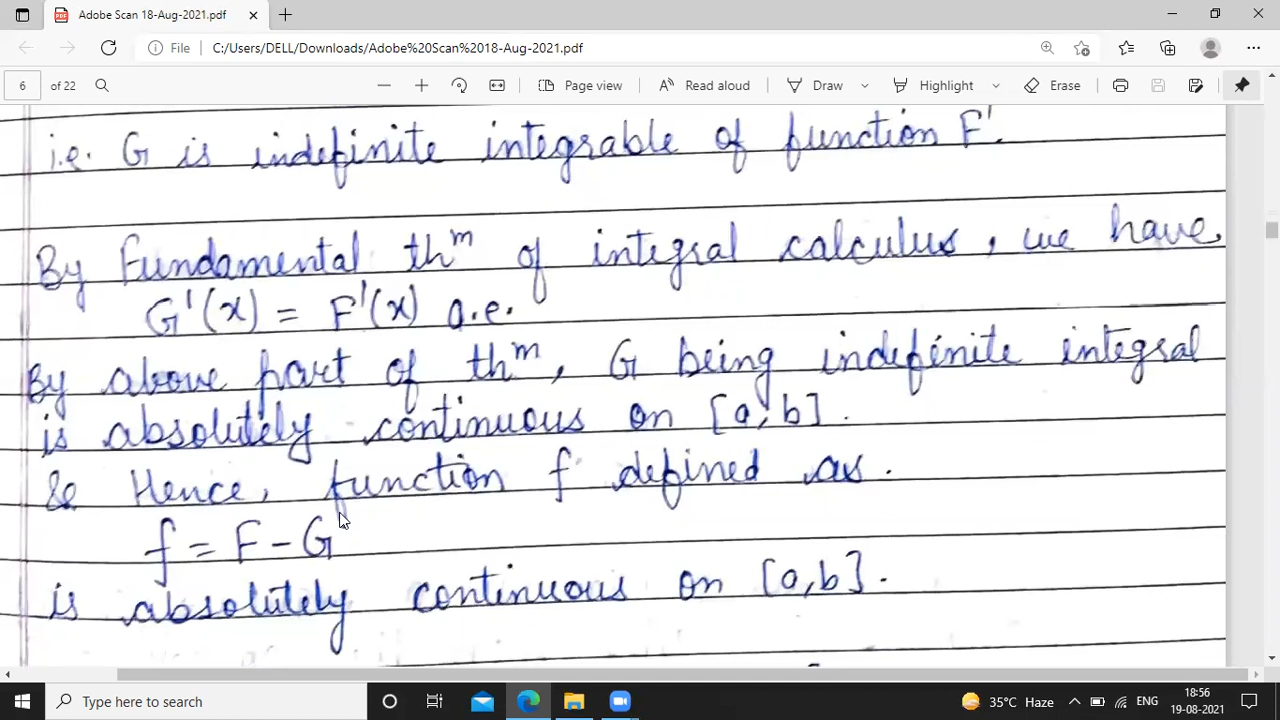 Adobe Scan 18-Aug-2021.pdf
File C:/Users/DELL/Downloads/Adobe%20Scan%2018-Aug-2021.pdf
6 of 22 Page view Read aloud Draw Highlight Erase
i.e. G is indefinite integrable of function F'.
By Fundamental thm of integral calculus, we have,
G'(x) = F'(x) a.e.
By above part of thm, G being indefinite integral
is absolutely continuous on [a,b].
& Hence, function f defined as.
f = F - G
is absolutely continuous on [a,b].
Type here to search 35°C Haze ENG 18:56
19-08-2021